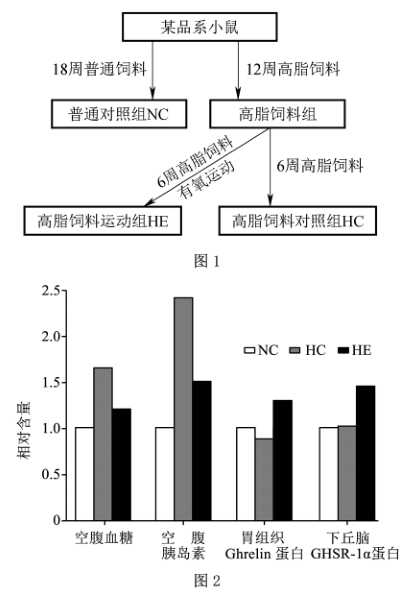 某品系小鼠
18周普通饲料
12周高脂饲料
普通对照组NC
高脂饲料组
6周高脂饲料
有氧运动
6周高脂饲料
高脂饲料运动组HE
高脂饲料对照组HC
图1
2.5
2.0
1.5
1.0
0.5
0
相对含量
NC HC HE
空腹血糖
空 腹
胰岛素
胃组织
Ghrelin 蛋白
下丘脑
GHSR-1α蛋白
图2